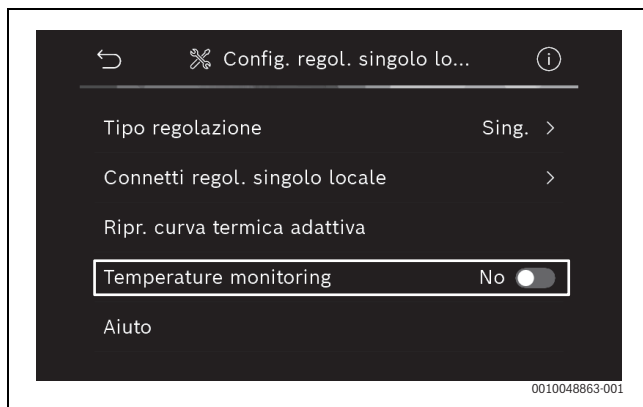 Config. regol. singolo lo...
Tipo regolazione Sing.
Connetti regol. singolo locale
Ripr. curva termica adattiva
Temperature monitoring No
Aiuto
0010048863-001